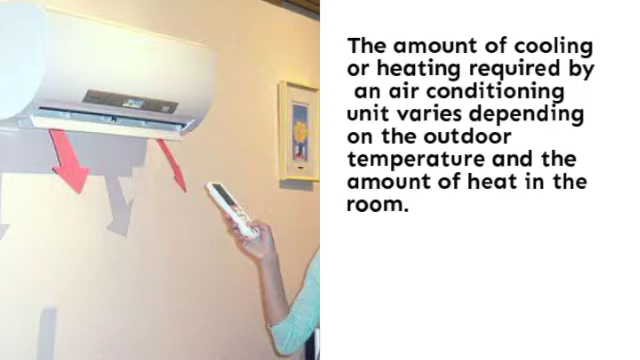 The amount of cooling
or heating required by
an air conditioning
unit varies depending
on the outdoor
temperature and the
amount of heat in the
room.